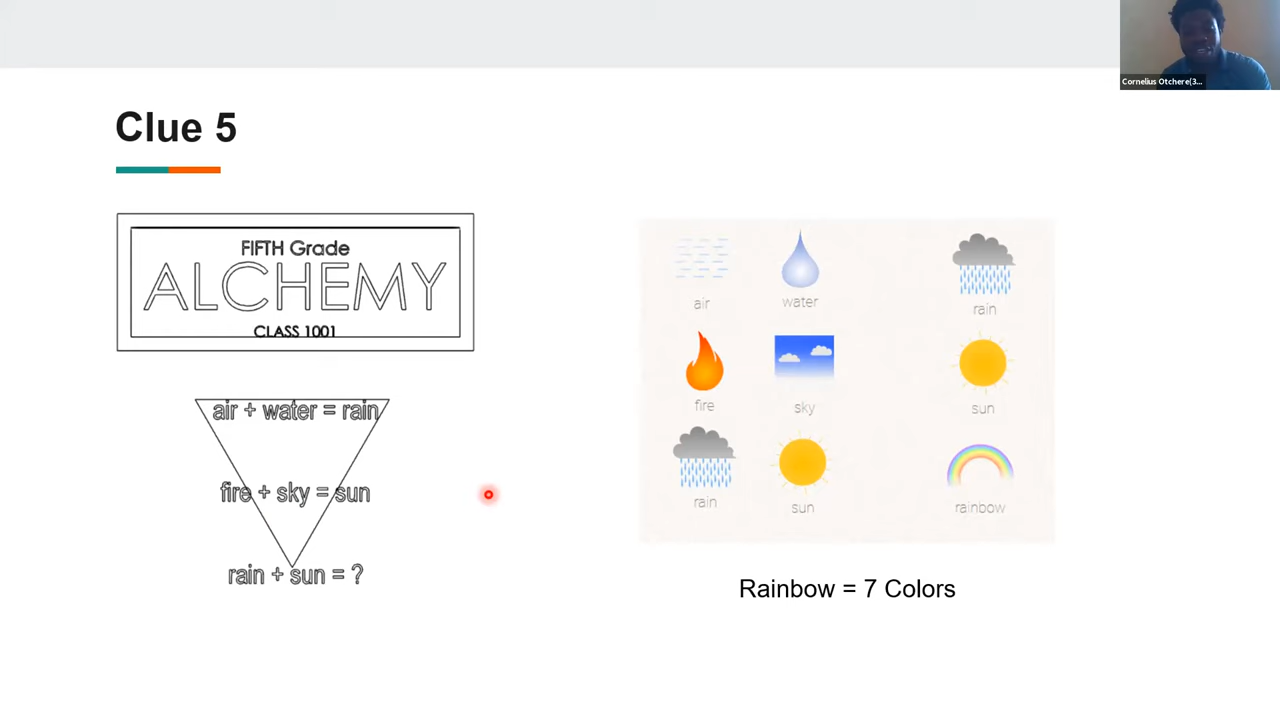 Cornelius Otchere(3...
Clue 5
FIFTH Grade
ALCHEMY
CLASS 1001
air + water = rain
fire + sky = sun
rain + sun = ?
air water rain
fire sky sun
rain sun rainbow
Rainbow = 7 Colors